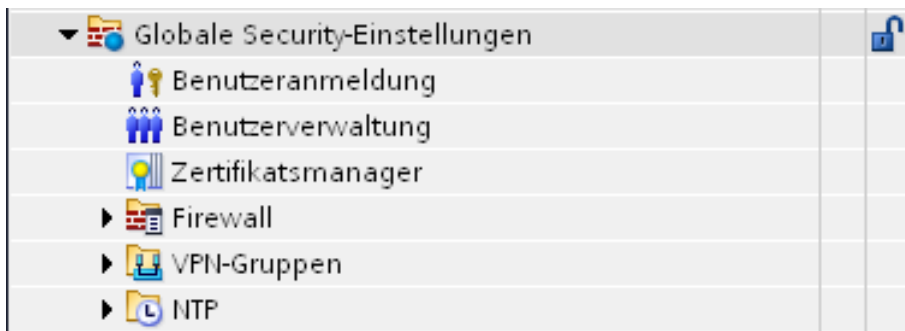 Globale Security-Einstellungen
Benutzeranmeldung
Benutzerverwaltung
Zertifikatsmanager
Firewall
VPN-Gruppen
NTP